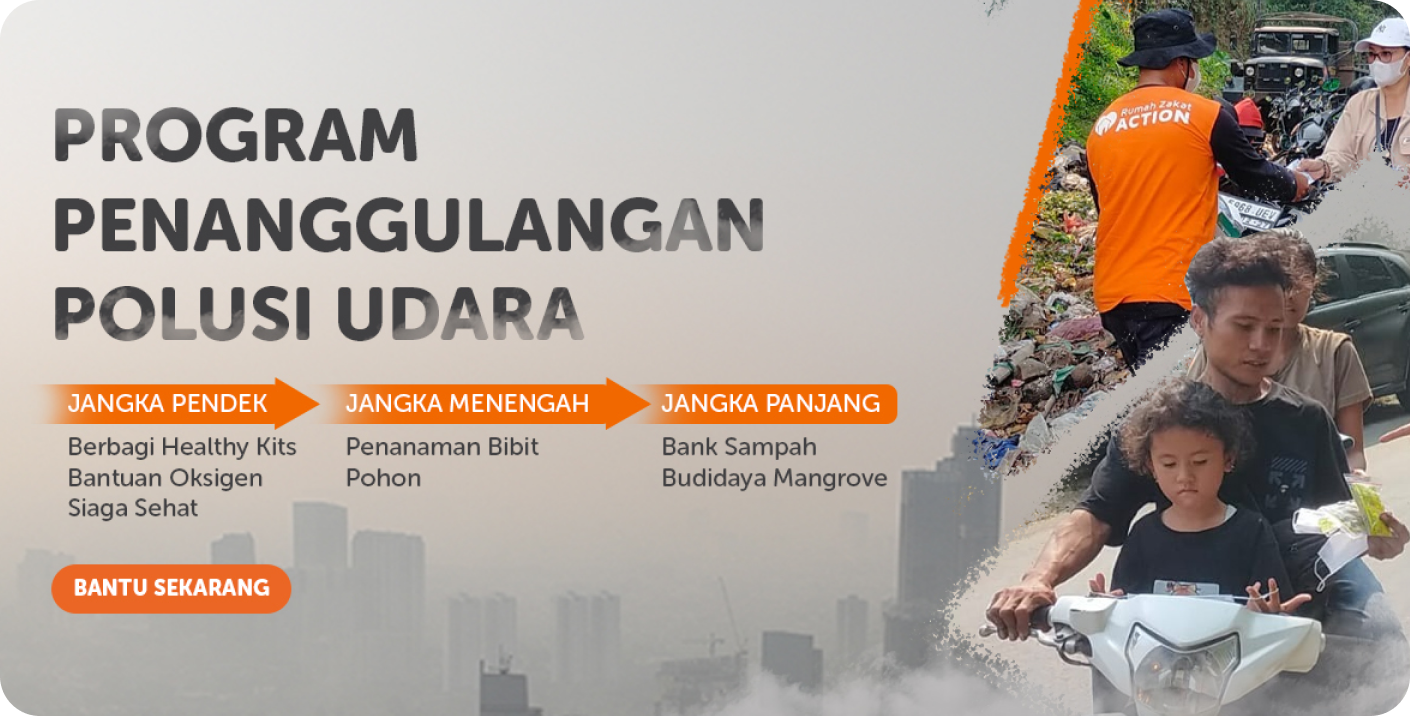 PROGRAM
PENANGGULANGAN
POLUSI UDARA
JANGKA PENDEK
Berbagi Healthy Kits
Bantuan Oksigen
Siaga Sehat
JANGKA MENENGAH
Penanaman Bibit
Pohon
JANGKA PANJANG
Bank Sampah
Budidaya Mangrove
BANTU SEKARANG
Rumah Zakat
ACTION